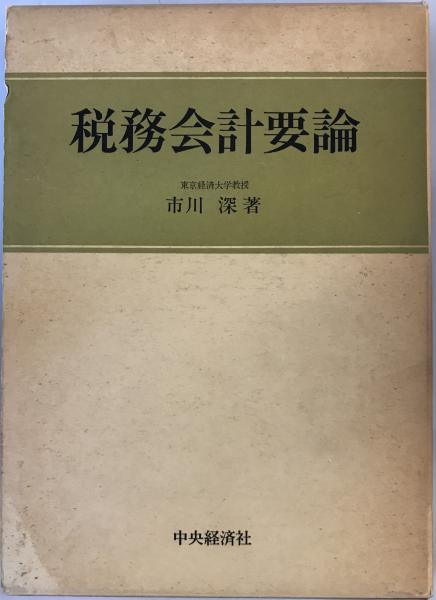 税務会計要論
東京経済大学教授
市川 深著
中央経済社